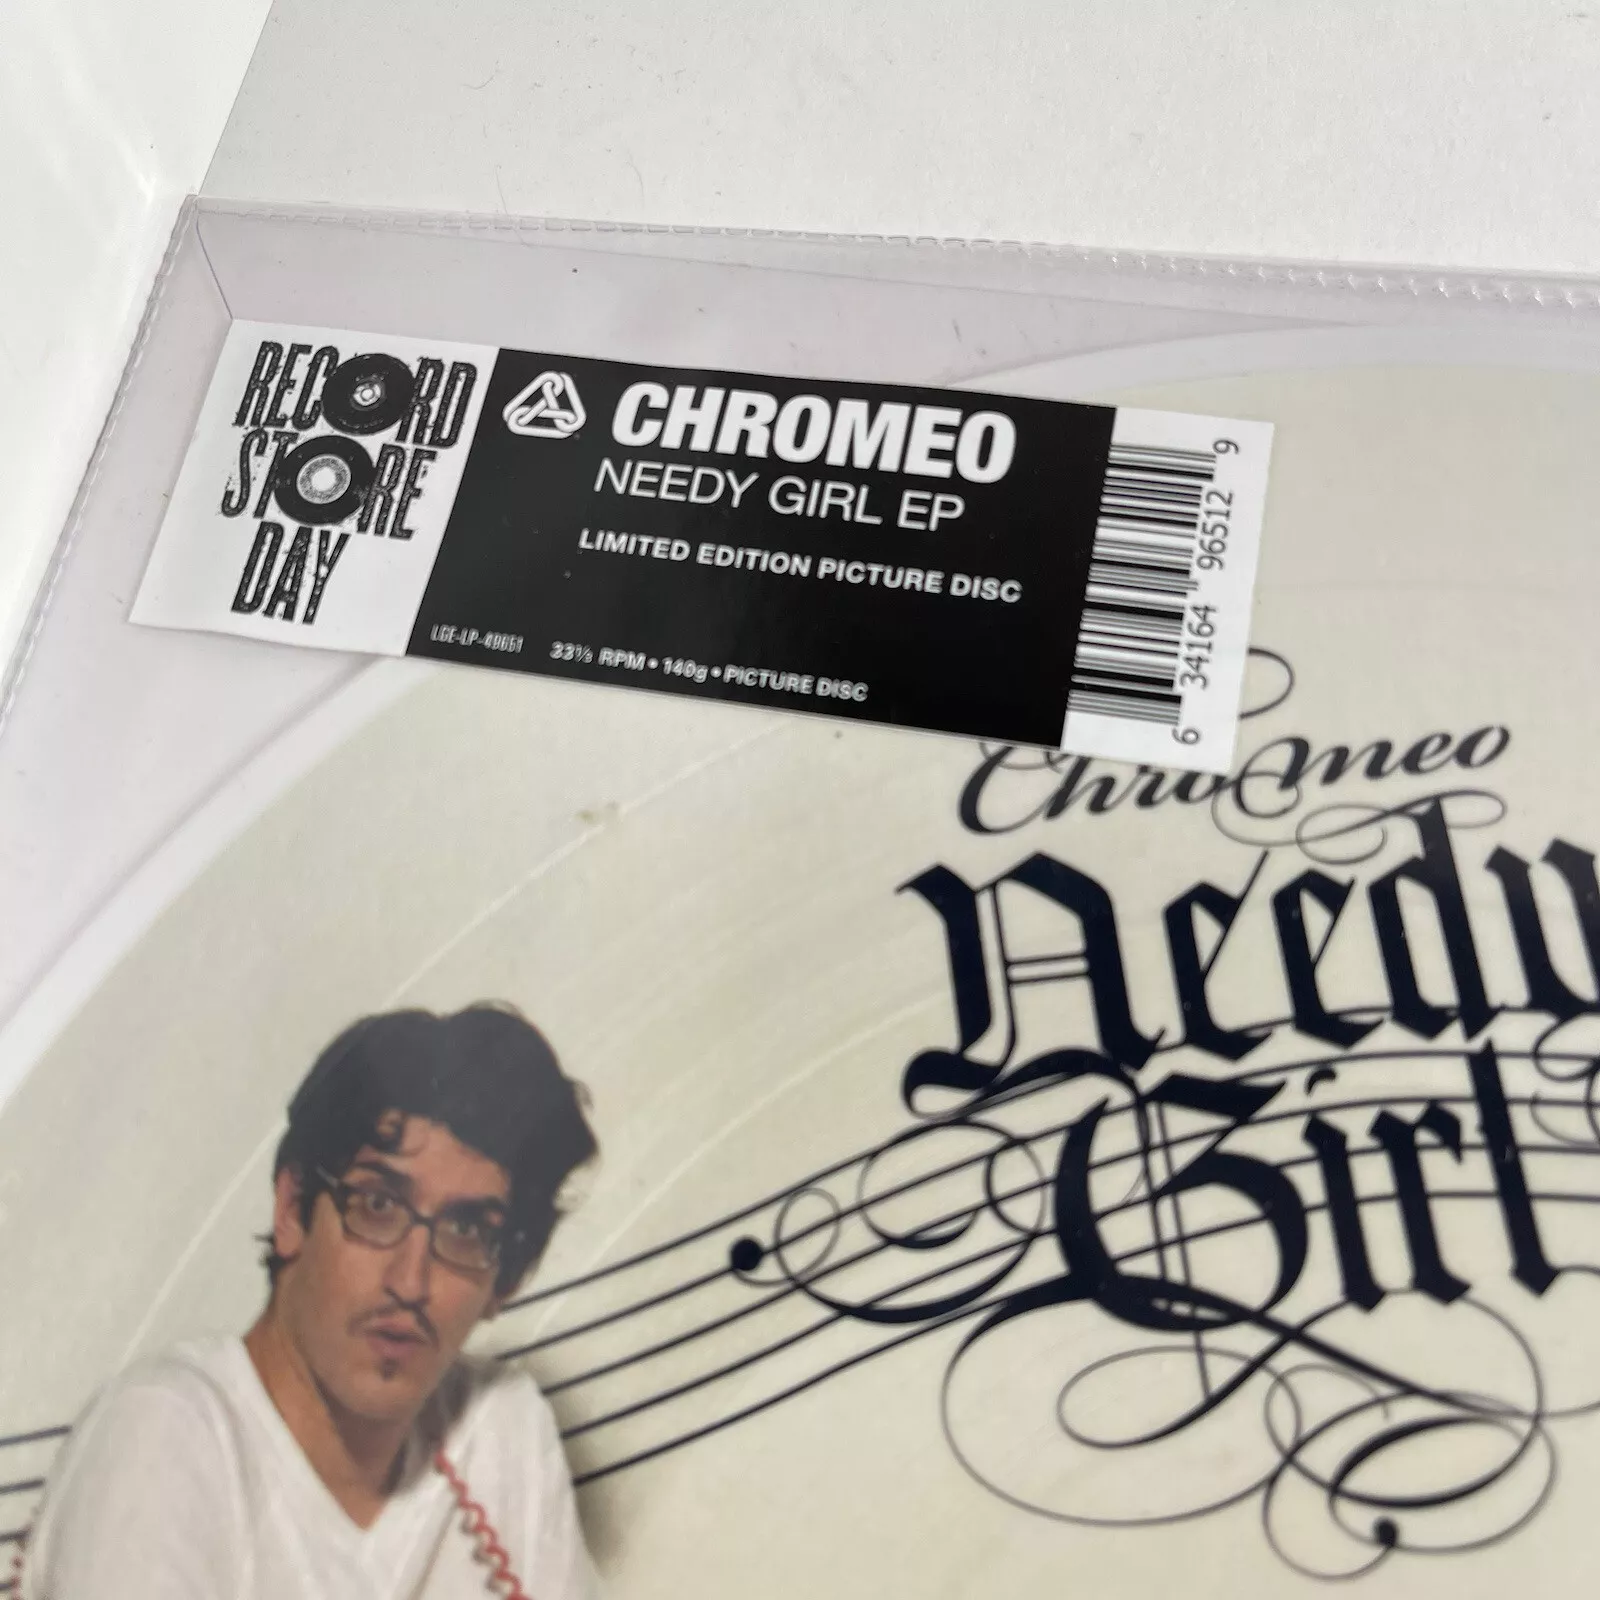 RECORD
STORE
DAY
CHROMEO
NEEDY GIRL EP
LIMITED EDITION PICTURE DISC
33⅓ RPM • 140g • PICTURE DISC
6 34164 96512 9
Chromeo
Needy
Girl